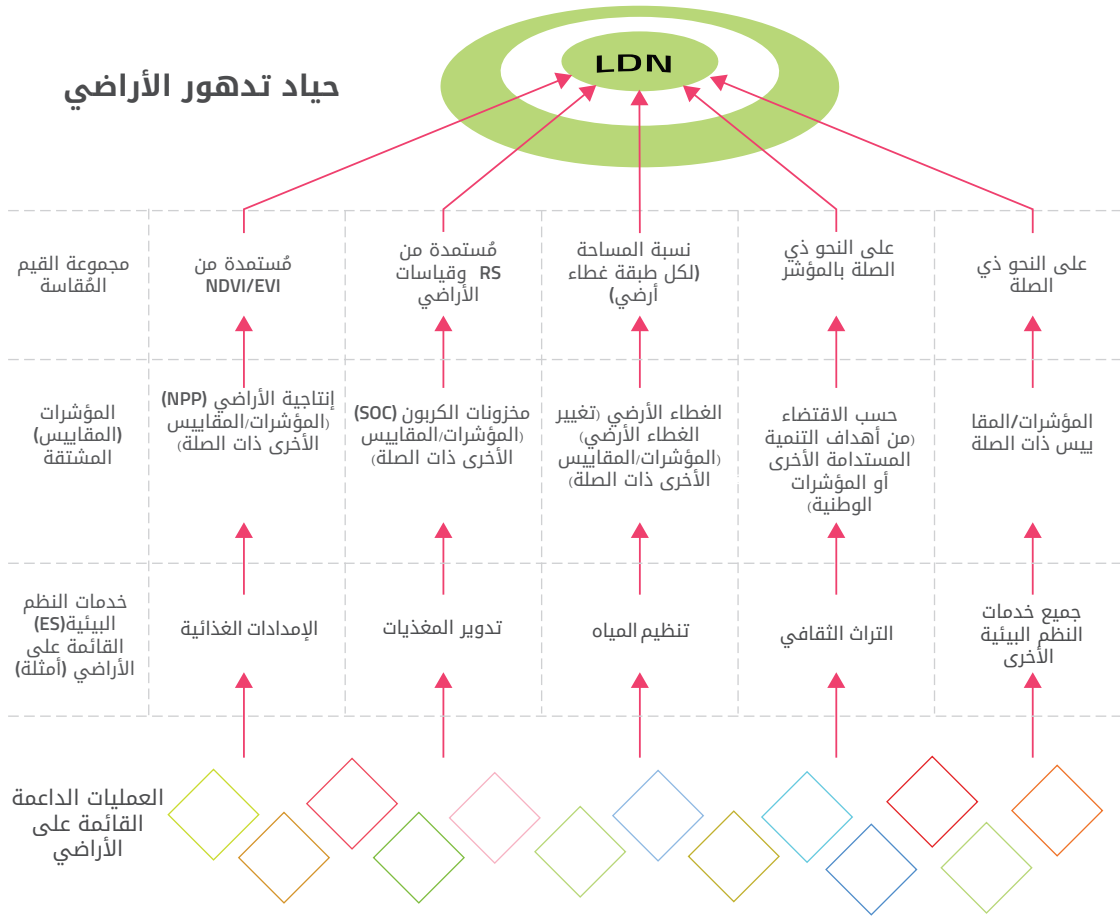 LDN
حياد تدهور الأراضي
على النحو ذي
الصلة
على النحو ذي
الصلة بالمؤشر
نسبة المساحة
(لكل طبقة غطاء
أرضي)
مُستمدة من
RS وقياسات
الأراضي
مُستمدة من
NDVI/EVI
مجموعة القيم
المُقاسة
المؤشرات/المقا
ييس ذات الصلة
حسب الاقتضاء
(من أهداف التنمية
المستدامة الأخرى
أو المؤشرات
الوطنية)
الغطاء الأرضي (تغيير
الغطاء الأرضي)
(المؤشرات/المقاييس
الأخرى ذات الصلة)
مخزونات الكربون (SOC)
(المؤشرات/المقاييس
الأخرى ذات الصلة)
إنتاجية الأراضي (NPP)
(المؤشرات/المقاييس
الأخرى ذات الصلة)
المؤشرات
(المقاييس)
المشتقة
جميع خدمات
النظم البيئية
الأخرى
التراث الثقافي
تنظيم المياه
تدوير المغذيات
الإمدادات الغذائية
خدمات النظم
البيئية(ES)
القائمة على
الأراضي (أمثلة)
العمليات الداعمة
القائمة على
الأراضي